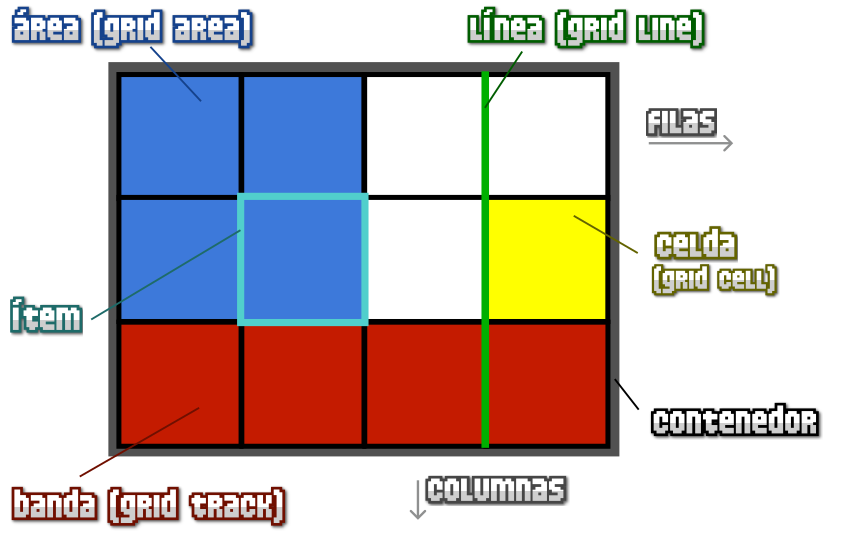 Área (grid area)
Línea (grid line)
Filas
Celda
(grid cell)
Ítem
Contenedor
Columnas
Banda (grid track)